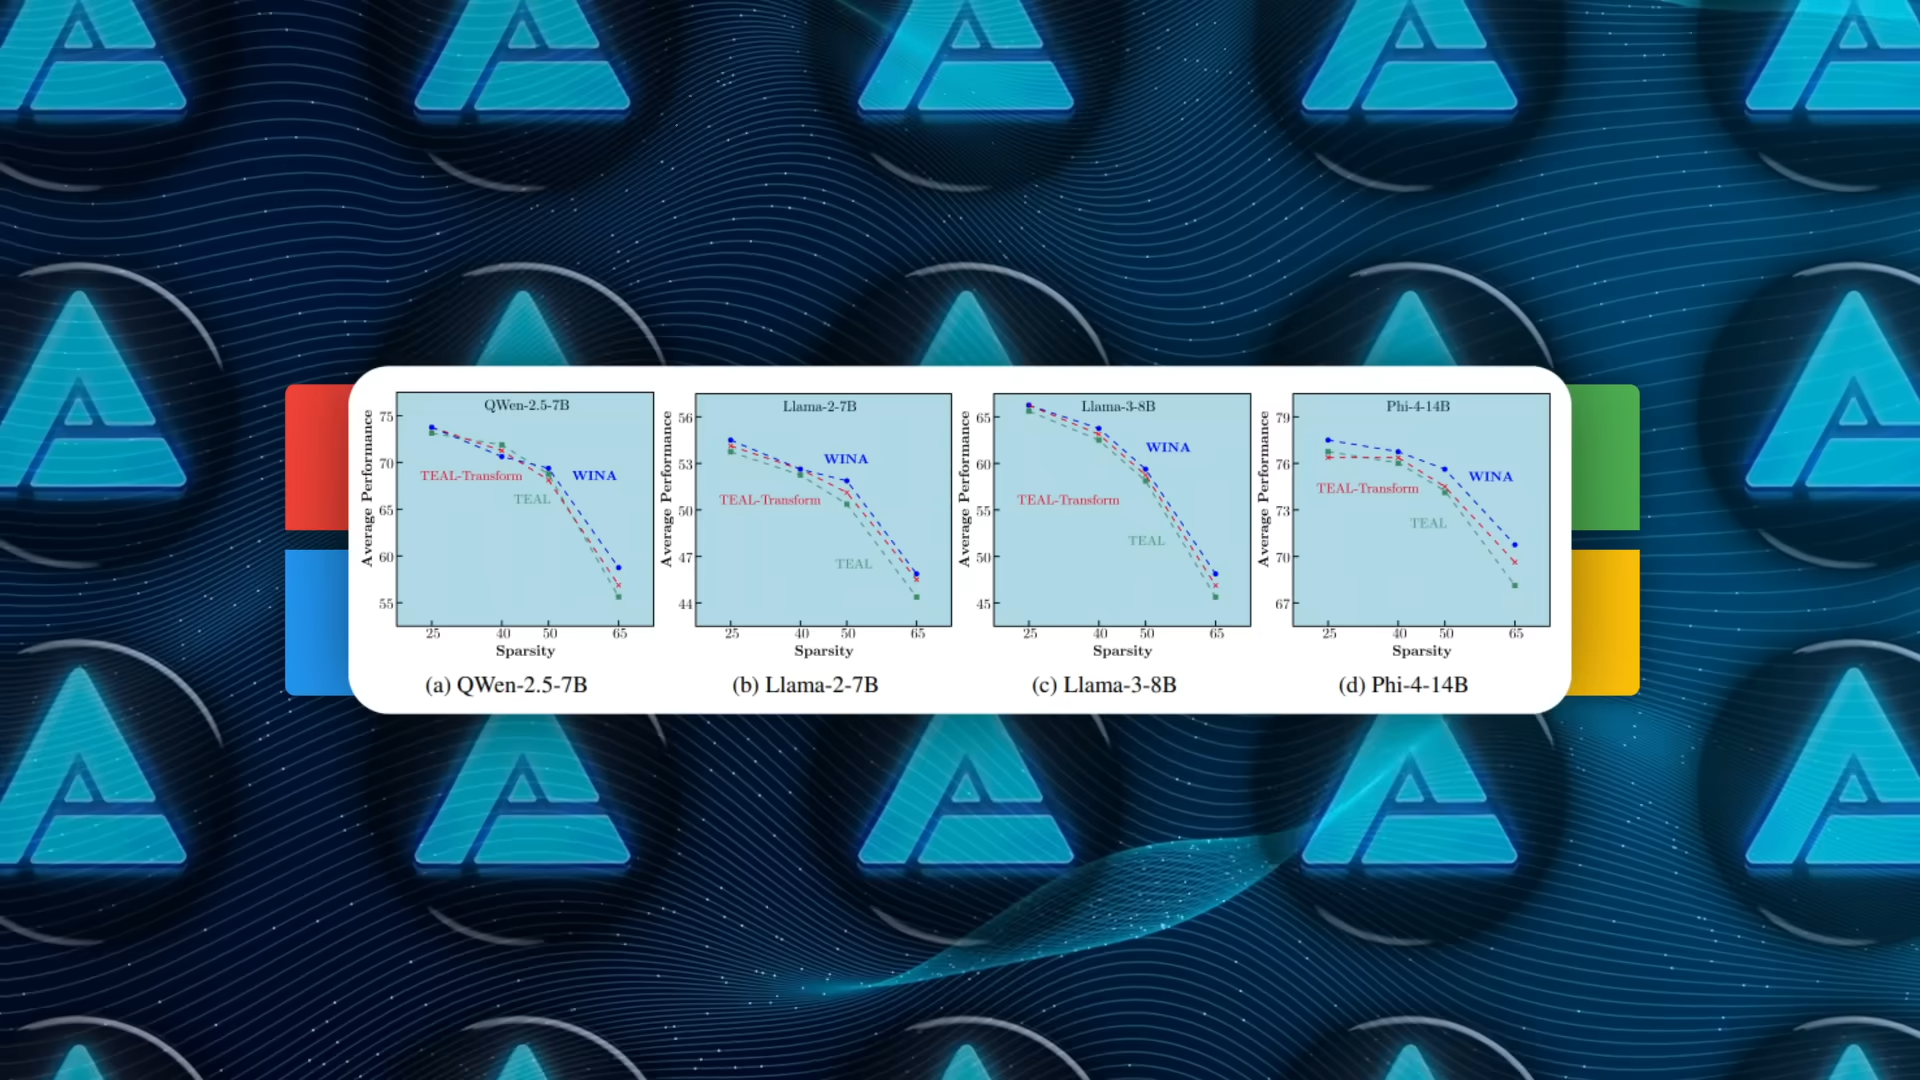 QWen-2.5-7B
Average Performance
75
70
65
60
55
TEAL-Transform
WINA
TEAL
25 40 50 65
Sparsity
(a) QWen-2.5-7B
Llama-2-7B
Average Performance
56
53
50
47
44
WINA
TEAL-Transform
TEAL
25 40 50 65
Sparsity
(b) Llama-2-7B
Llama-3-8B
Average Performance
65
60
55
50
45
WINA
TEAL-Transform
TEAL
25 40 50 65
Sparsity
(c) Llama-3-8B
Phi-4-14B
Average Performance
79
76
73
70
67
WINA
TEAL-Transform
TEAL
25 40 50 65
Sparsity
(d) Phi-4-14B